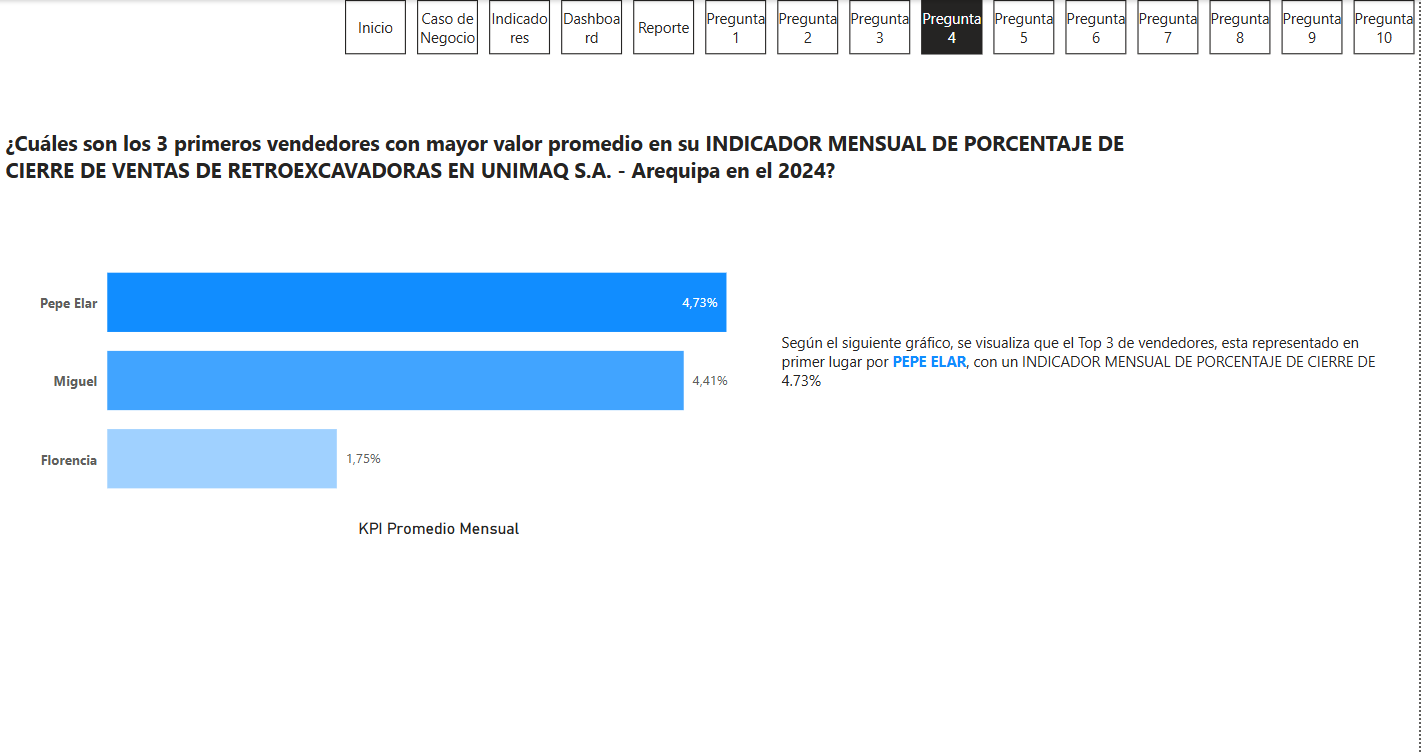 Inicio
Caso de
Negocio
Indicado
res
Dashboa
rd
Reporte
Pregunta
1
Pregunta
2
Pregunta
3
Pregunta
4
Pregunta
5
Pregunta
6
Pregunta
7
Pregunta
8
Pregunta
9
Pregunta
10
¿Cuáles son los 3 primeros vendedores con mayor valor promedio en su INDICADOR MENSUAL DE PORCENTAJE DE
CIERRE DE VENTAS DE RETROEXCAVADORAS EN UNIMAQ S.A. - Arequipa en el 2024?
Pepe Elar
4,73%
Miguel
4,41%
Florencia
1,75%
KPI Promedio Mensual
Según el siguiente gráfico, se visualiza que el Top 3 de vendedores, esta representado en
primer lugar por PEPE ELAR, con un INDICADOR MENSUAL DE PORCENTAJE DE CIERRE DE
4.73%